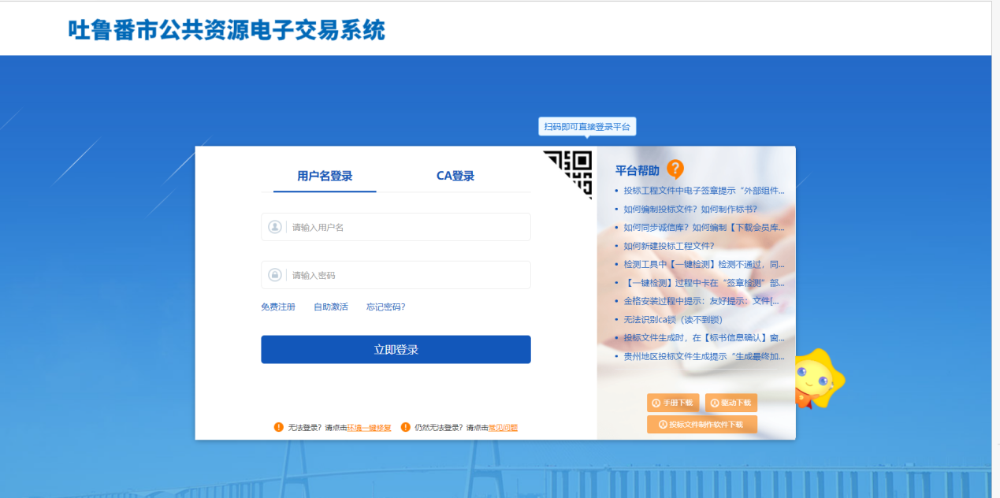 吐鲁番市公共资源电子交易系统
扫码即可直接登录平台
用户名登录
CA登录
请输入用户名
请输入密码
免费注册
自助激活
忘记密码?
立即登录
无法登录？请点击环境一键修复
仍然无法登录？请点击常见问题
平台帮助
投标工程文件中电子签章提示“外部组件...
如何编制投标文件？如何制作标书?
如何同步诚信库？如何编制【下载会员库...
如何新建投标工程文件?
检测工具中【一键检测】检测不通过，同...
【一键检测】过程中卡在“签章检测”部...
金格安装过程中提示：友好提示：文件[...
无法识别ca锁（读不到锁）
投标文件生成时，在【标书信息确认】窗...
贵州地区投标文件生成提示“生成最终加...
手册下载
驱动下载
投标文件制作软件下载